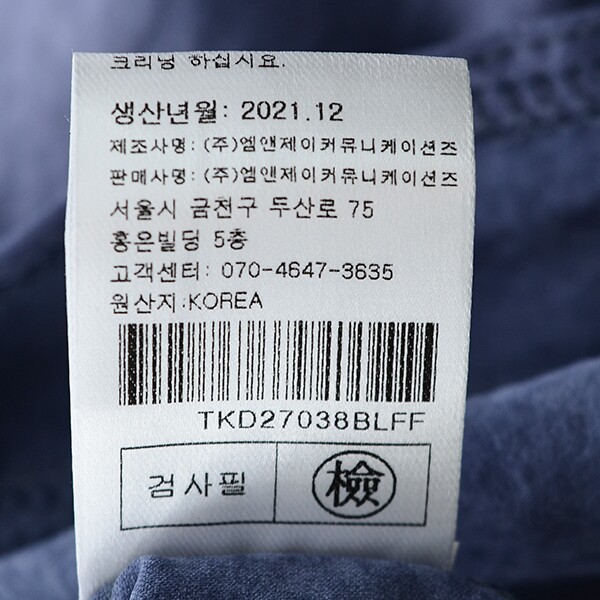 크리닝 하십시요.
생산년월: 2021.12
제조사명: (주)엠앤제이커뮤니케이션즈
판매사명: (주)엠앤제이커뮤니케이션즈
서울시 금천구 두산로 75
홍은빌딩 5층
고객센터: 070-4647-3635
원산지:KOREA
TKD27038BLFF
검사필 檢